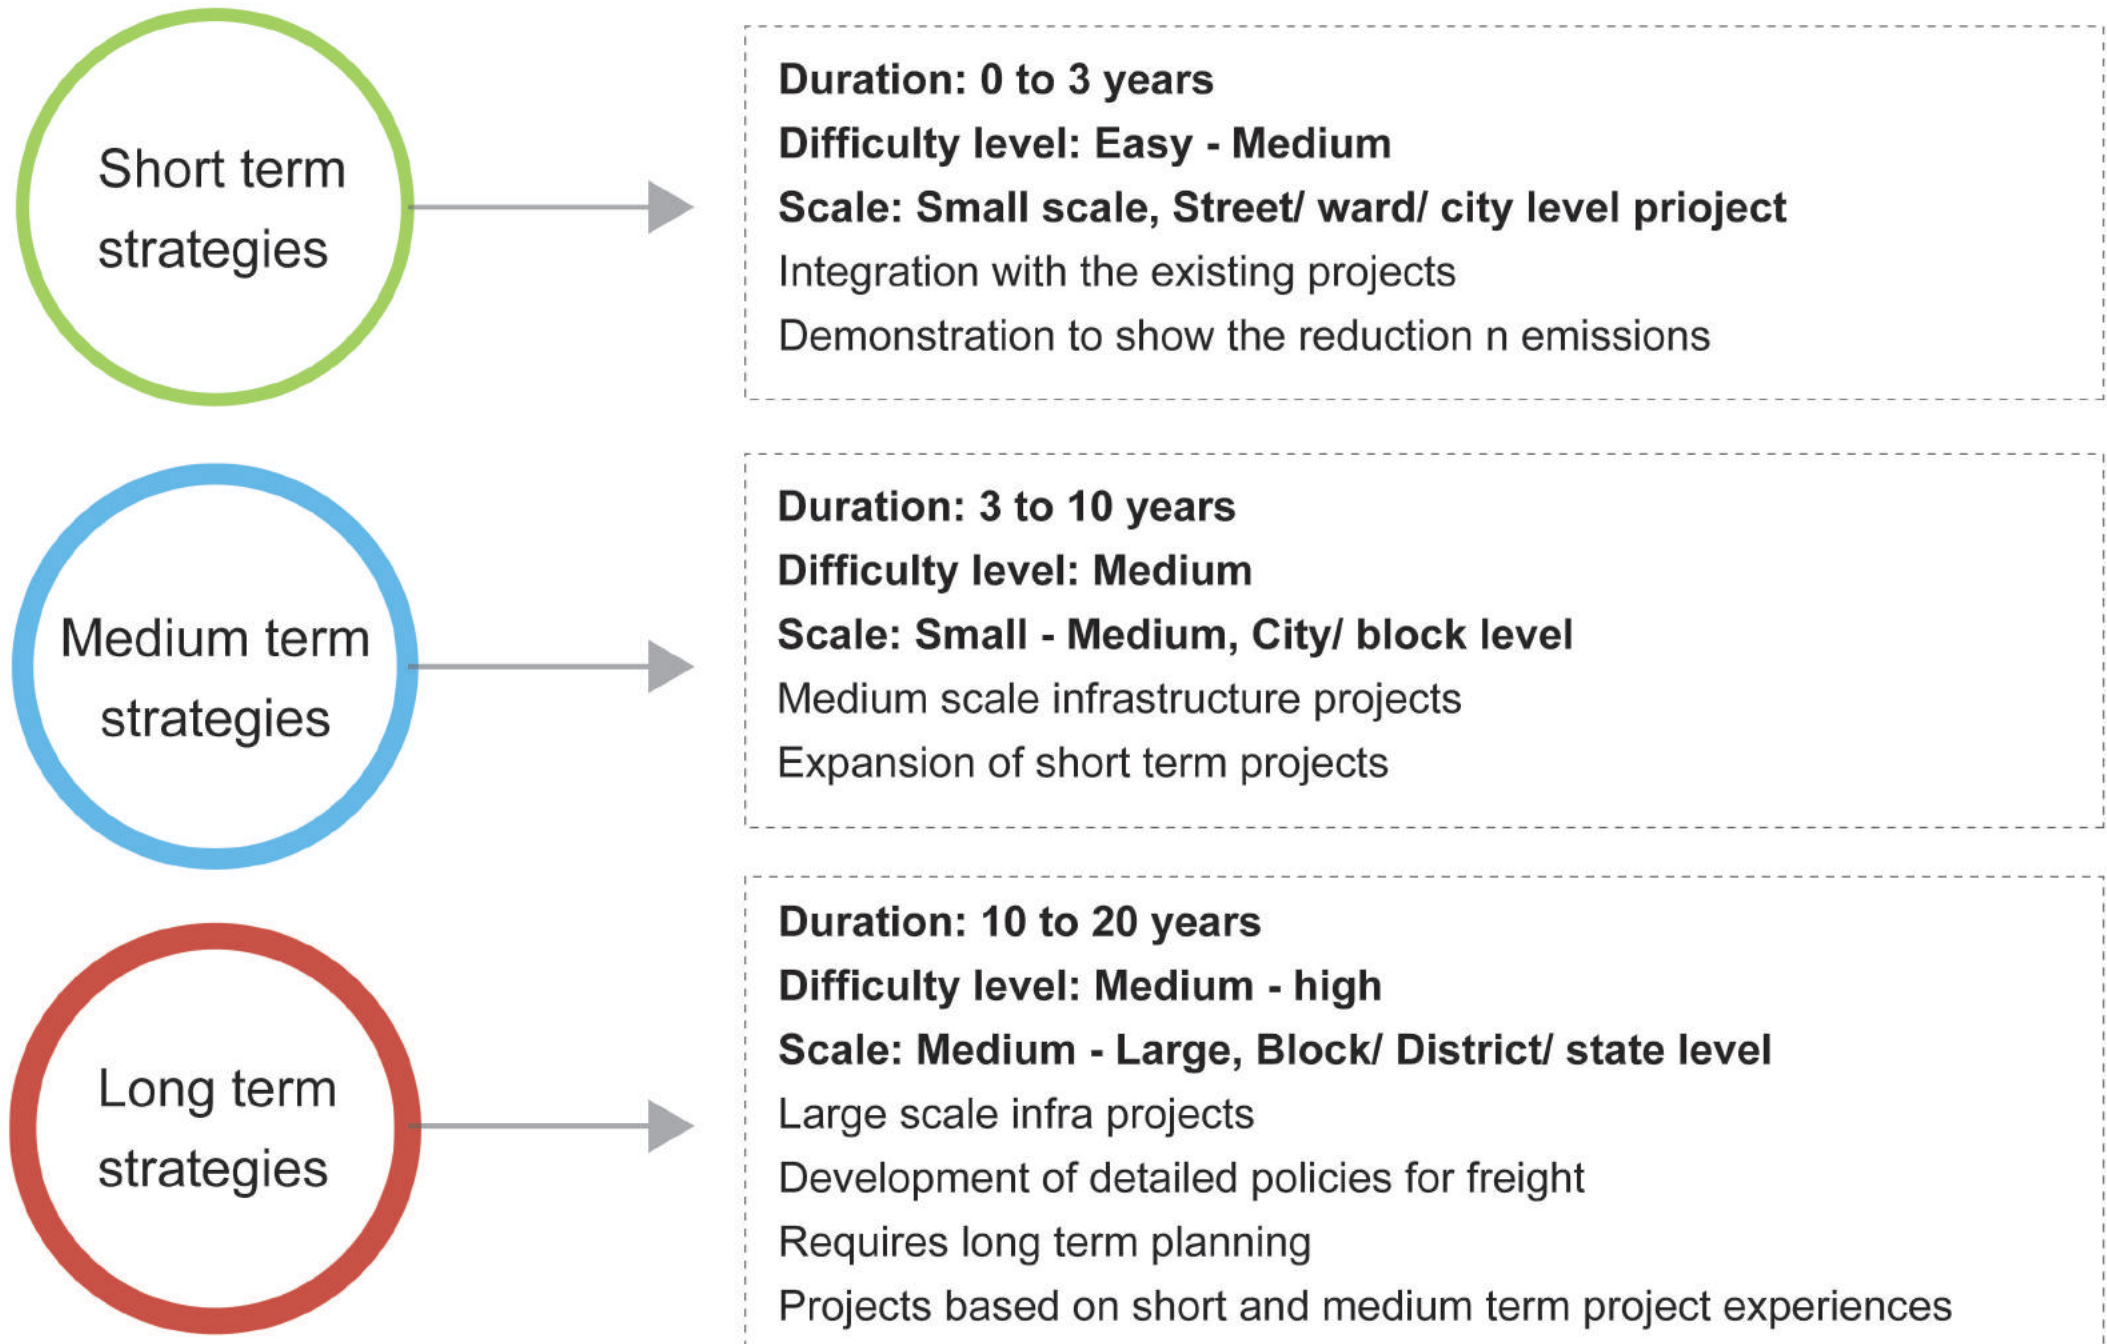 Short term
strategies
Duration: 0 to 3 years
Difficulty level: Easy - Medium
Scale: Small scale, Street/ ward/ city level prioject
Integration with the existing projects
Demonstration to show the reduction n emissions
Medium term
strategies
Duration: 3 to 10 years
Difficulty level: Medium
Scale: Small - Medium, City/ block level
Medium scale infrastructure projects
Expansion of short term projects
Long term
strategies
Duration: 10 to 20 years
Difficulty level: Medium - high
Scale: Medium - Large, Block/ District/ state level
Large scale infra projects
Development of detailed policies for freight
Requires long term planning
Projects based on short and medium term project experiences